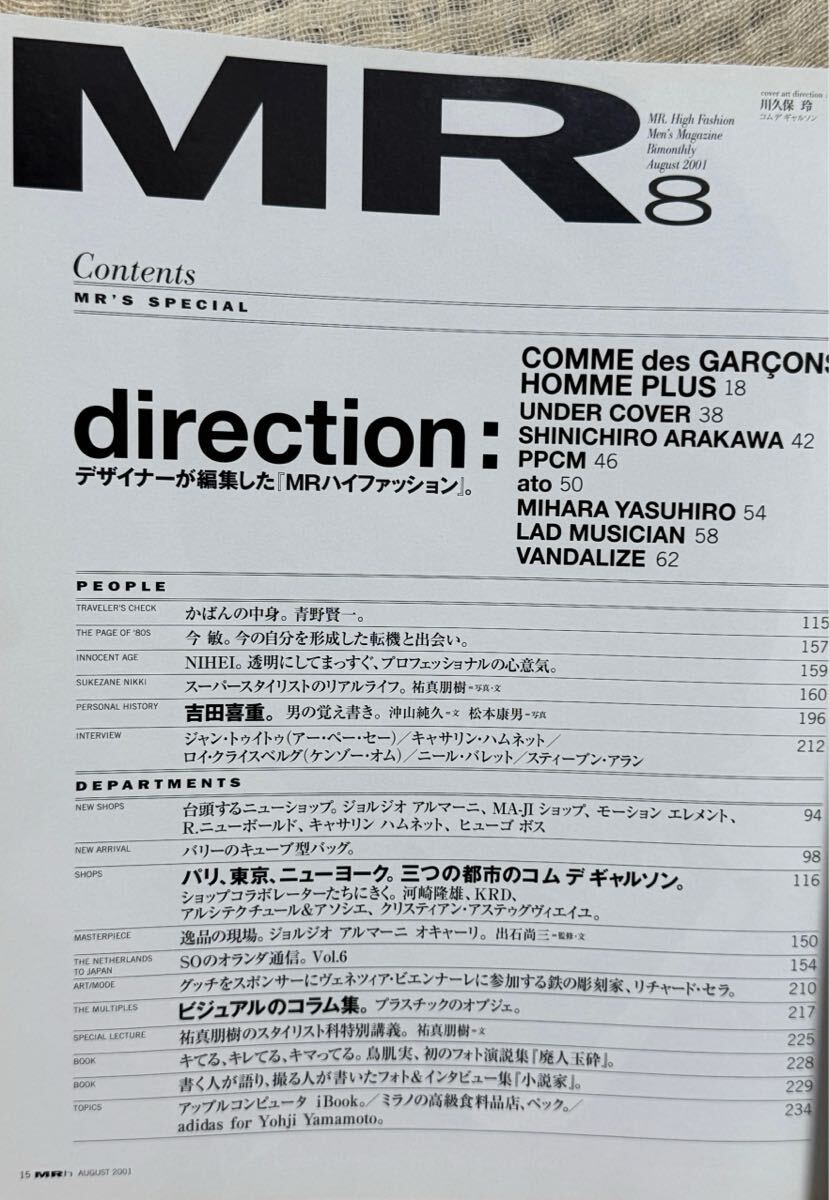 MR
cover art direction :
川久保 玲
コム デ ギャルソン
MR. High Fashion
Men's Magazine
Bimonthly
August 2001
8
Contents
MR'S SPECIAL
direction:
デザイナーが編集した『MRハイファッション』。
COMME des GARÇONS
HOMME PLUS 18
UNDER COVER 38
SHINICHIRO ARAKAWA 42
PPCM 46
ato 50
MIHARA YASUHIRO 54
LAD MUSICIAN 58
VANDALIZE 62
PEOPLE
TRAVELER'S CHECK かばんの中身。青野賢一。 115
THE PAGE OF '80S 今 敏。今の自分を形成した転機と出会い。 157
INNOCENT AGE NIHEI。透明にしてまっすぐ、プロフェッショナルの心意気。 159
SUKEZANE NIKKI スーパースタイリストのリアルライフ。祐真朋樹=写真・文 160
PERSONAL HISTORY 吉田喜重。男の覚え書き。沖山純久=文 松本康男=写真 196
INTERVIEW ジャン・トゥイトゥ(アー・ペー・セー)／キャサリン・ハムネット／ 212
ロイ・クライスベルグ(ケンゾー・オム)／ニール・バレット／スティーブン・アラン
DEPARTMENTS
NEW SHOPS 台頭するニューショップ。ジョルジオ アルマーニ、MA-JI ショップ、モーション エレメント、 94
R.ニューボールド、キャサリン ハムネット、ヒューゴ ボス
NEW ARRIVAL バリーのキューブ型バッグ。 98
SHOPS パリ、東京、ニューヨーク。三つの都市のコム デ ギャルソン。 116
ショップコラボレーターたちにきく。河崎隆雄、KRD、
アルシテクチュール&アソシエ、クリスティアン・アステゥグヴィエイユ。
MASTERPIECE 逸品の現場。ジョルジオ アルマーニ オキャーリ。出石尚三=監修・文 150
THE NETHERLANDS
TO JAPAN SOのオランダ通信。Vol.6 154
ART/MODE グッチをスポンサーにヴェネツィア・ビエンナーレに参加する鉄の彫刻家、リチャード・セラ。 210
THE MULTIPLES ビジュアルのコラム集。プラスチックのオブジェ。 217
SPECIAL LECTURE 祐真朋樹のスタイリスト科特別講義。祐真朋樹=文 225
BOOK キてる、キレてる、キマってる。鳥肌実、初のフォト演説集『廃人玉砕』。 228
BOOK 書く人が語り、撮る人が書いたフォト&インタビュー集『小説家』。 229
TOPICS アップルコンピュータ iBook。／ミラノの高級食料品店、ペック。／ 234
adidas for Yohji Yamamoto。
15 MRh AUGUST 2001